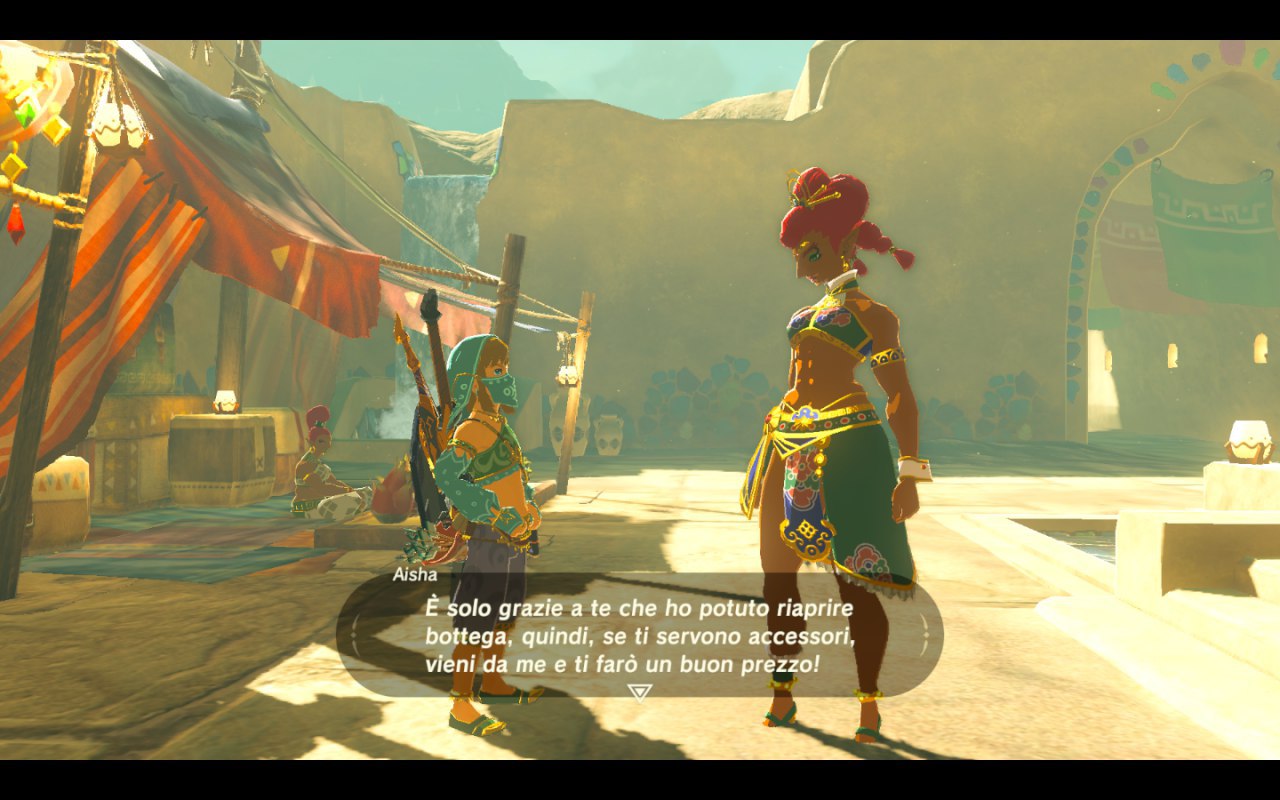 Aisha
È solo grazie a te che ho potuto riaprire
bottega, quindi, se ti servono accessori,
vieni da me e ti farò un buon prezzo!